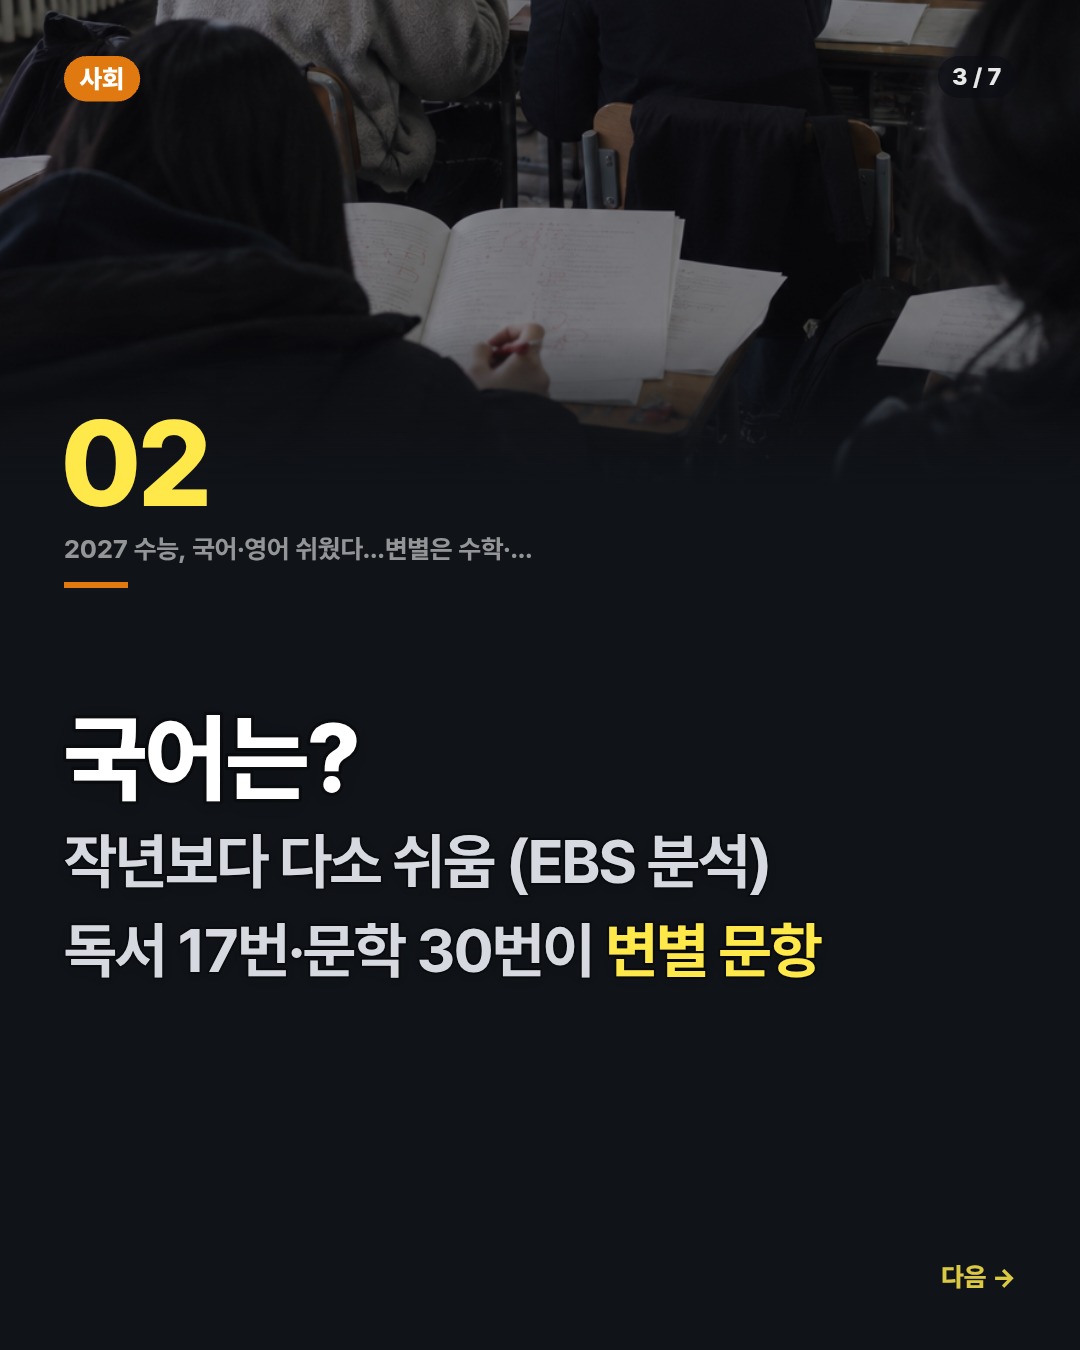 사회
3 / 7
02
2027 수능, 국어·영어 쉬웠다...변별은 수학·...
국어는?
작년보다 다소 쉬움 (EBS 분석)
독서 17번·문학 30번이 변별 문항
다음 →